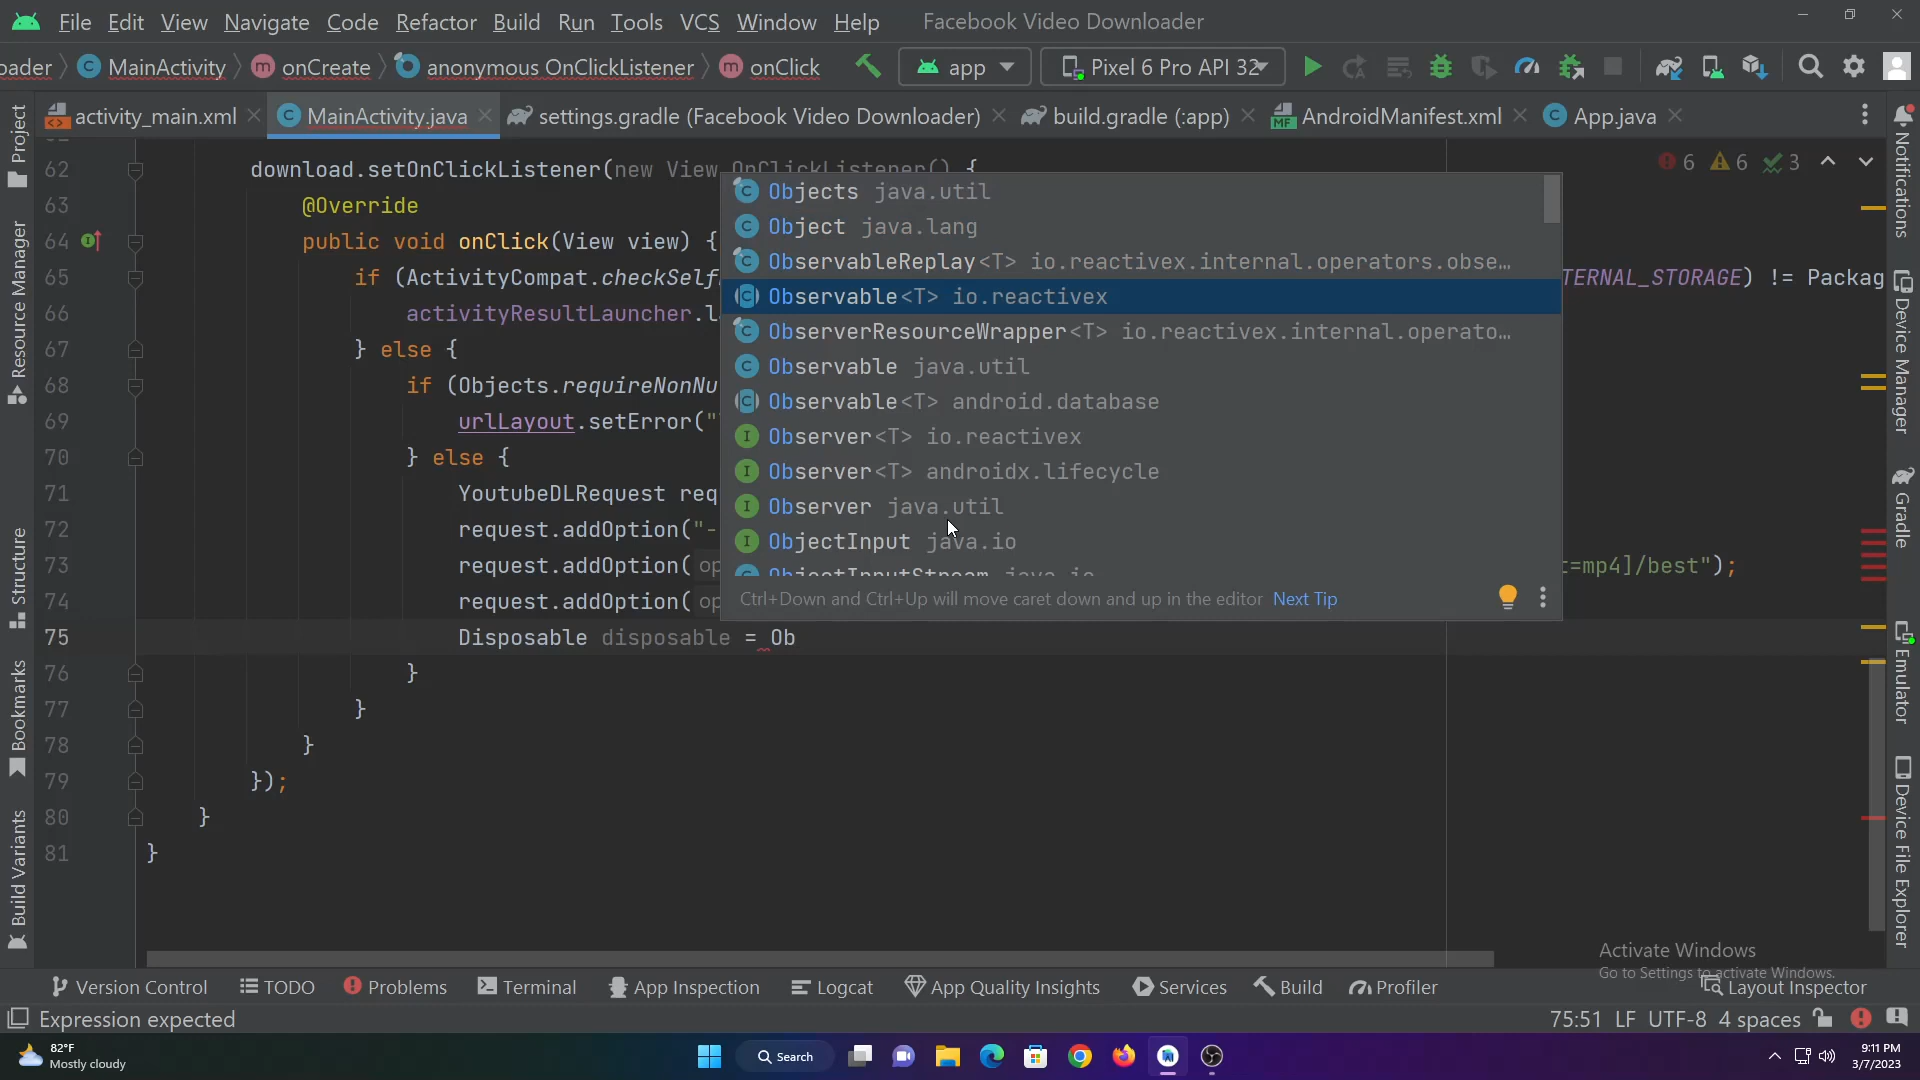 File Edit View Navigate Code Refactor Build Run Tools VCS Window Help Facebook Video Downloader
oader MainActivity onCreate anonymous OnClickListener onClick app Pixel 6 Pro API 32
activity_main.xml MainActivity.java settings.gradle (Facebook Video Downloader) build.gradle (:app) AndroidManifest.xml App.java
6 6 3
62 download.setOnClickListener(new View.OnClickListener() {
63 @Override
64 public void onClick(View view) {
65 if (ActivityCompat.checkSelf TERNAL_STORAGE) != Packag
66 activityResultLauncher.l
67 } else {
68 if (Objects.requireNonNu
69 urlLayout.setError("
70 } else {
71 YoutubeDLRequest req
72 request.addOption("-
73 request.addOption( op t=mp4]/best");
74 request.addOption( op
75 Disposable disposable = Ob
76 }
77 }
78 }
79 });
80 }
81 }
Objects java.util
Object java.lang
ObservableReplay<T> io.reactivex.internal.operators.obse…
Observable<T> io.reactivex
ObserverResourceWrapper<T> io.reactivex.internal.operato…
Observable java.util
Observable<T> android.database
Observer<T> io.reactivex
Observer<T> androidx.lifecycle
Observer java.util
ObjectInput java.io
ObjectInputStream java.io
Ctrl+Down and Ctrl+Up will move caret down and up in the editor Next Tip
Project
Resource Manager
Structure
Bookmarks
Build Variants
Notifications
Device Manager
Gradle
Emulator
Device File Explorer
Activate Windows
Go to Settings to activate Windows.
Version Control TODO Problems Terminal App Inspection Logcat App Quality Insights Services Build Profiler Layout Inspector
Expression expected 75:51 LF UTF-8 4 spaces
82°F
Mostly cloudy
Search
9:11 PM
3/7/2023